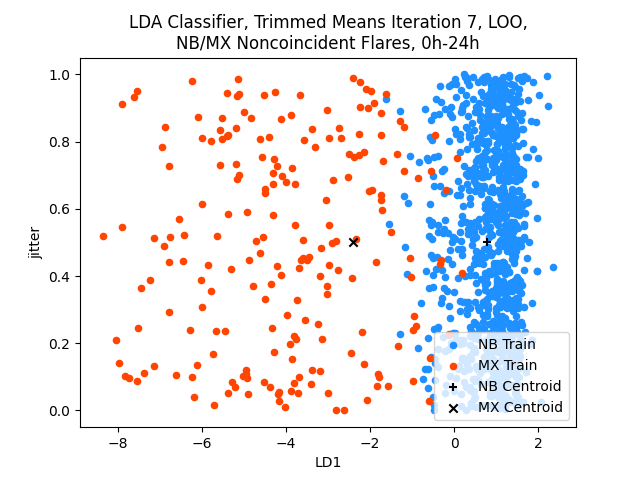 LDA Classifier, Trimmed Means Iteration 7, LOO,
NB/MX Noncoincident Flares, 0h-24h
1.0
0.8
0.6
0.4
0.2
0.0
jitter
NB Train
MX Train
NB Centroid
MX Centroid
−8
−6
−4
−2
0
2
LD1